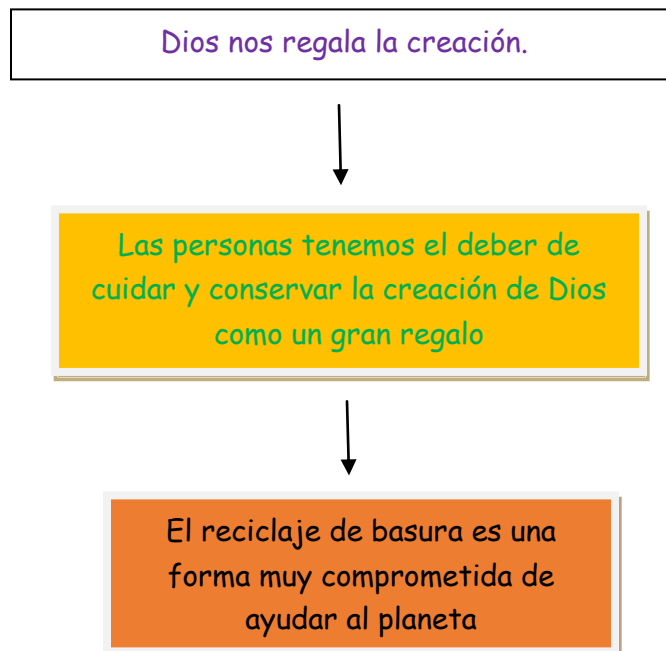 Dios nos regala la creación.
Las personas tenemos el deber de
cuidar y conservar la creación de Dios
como un gran regalo
El reciclaje de basura es una
forma muy comprometida de
ayudar al planeta